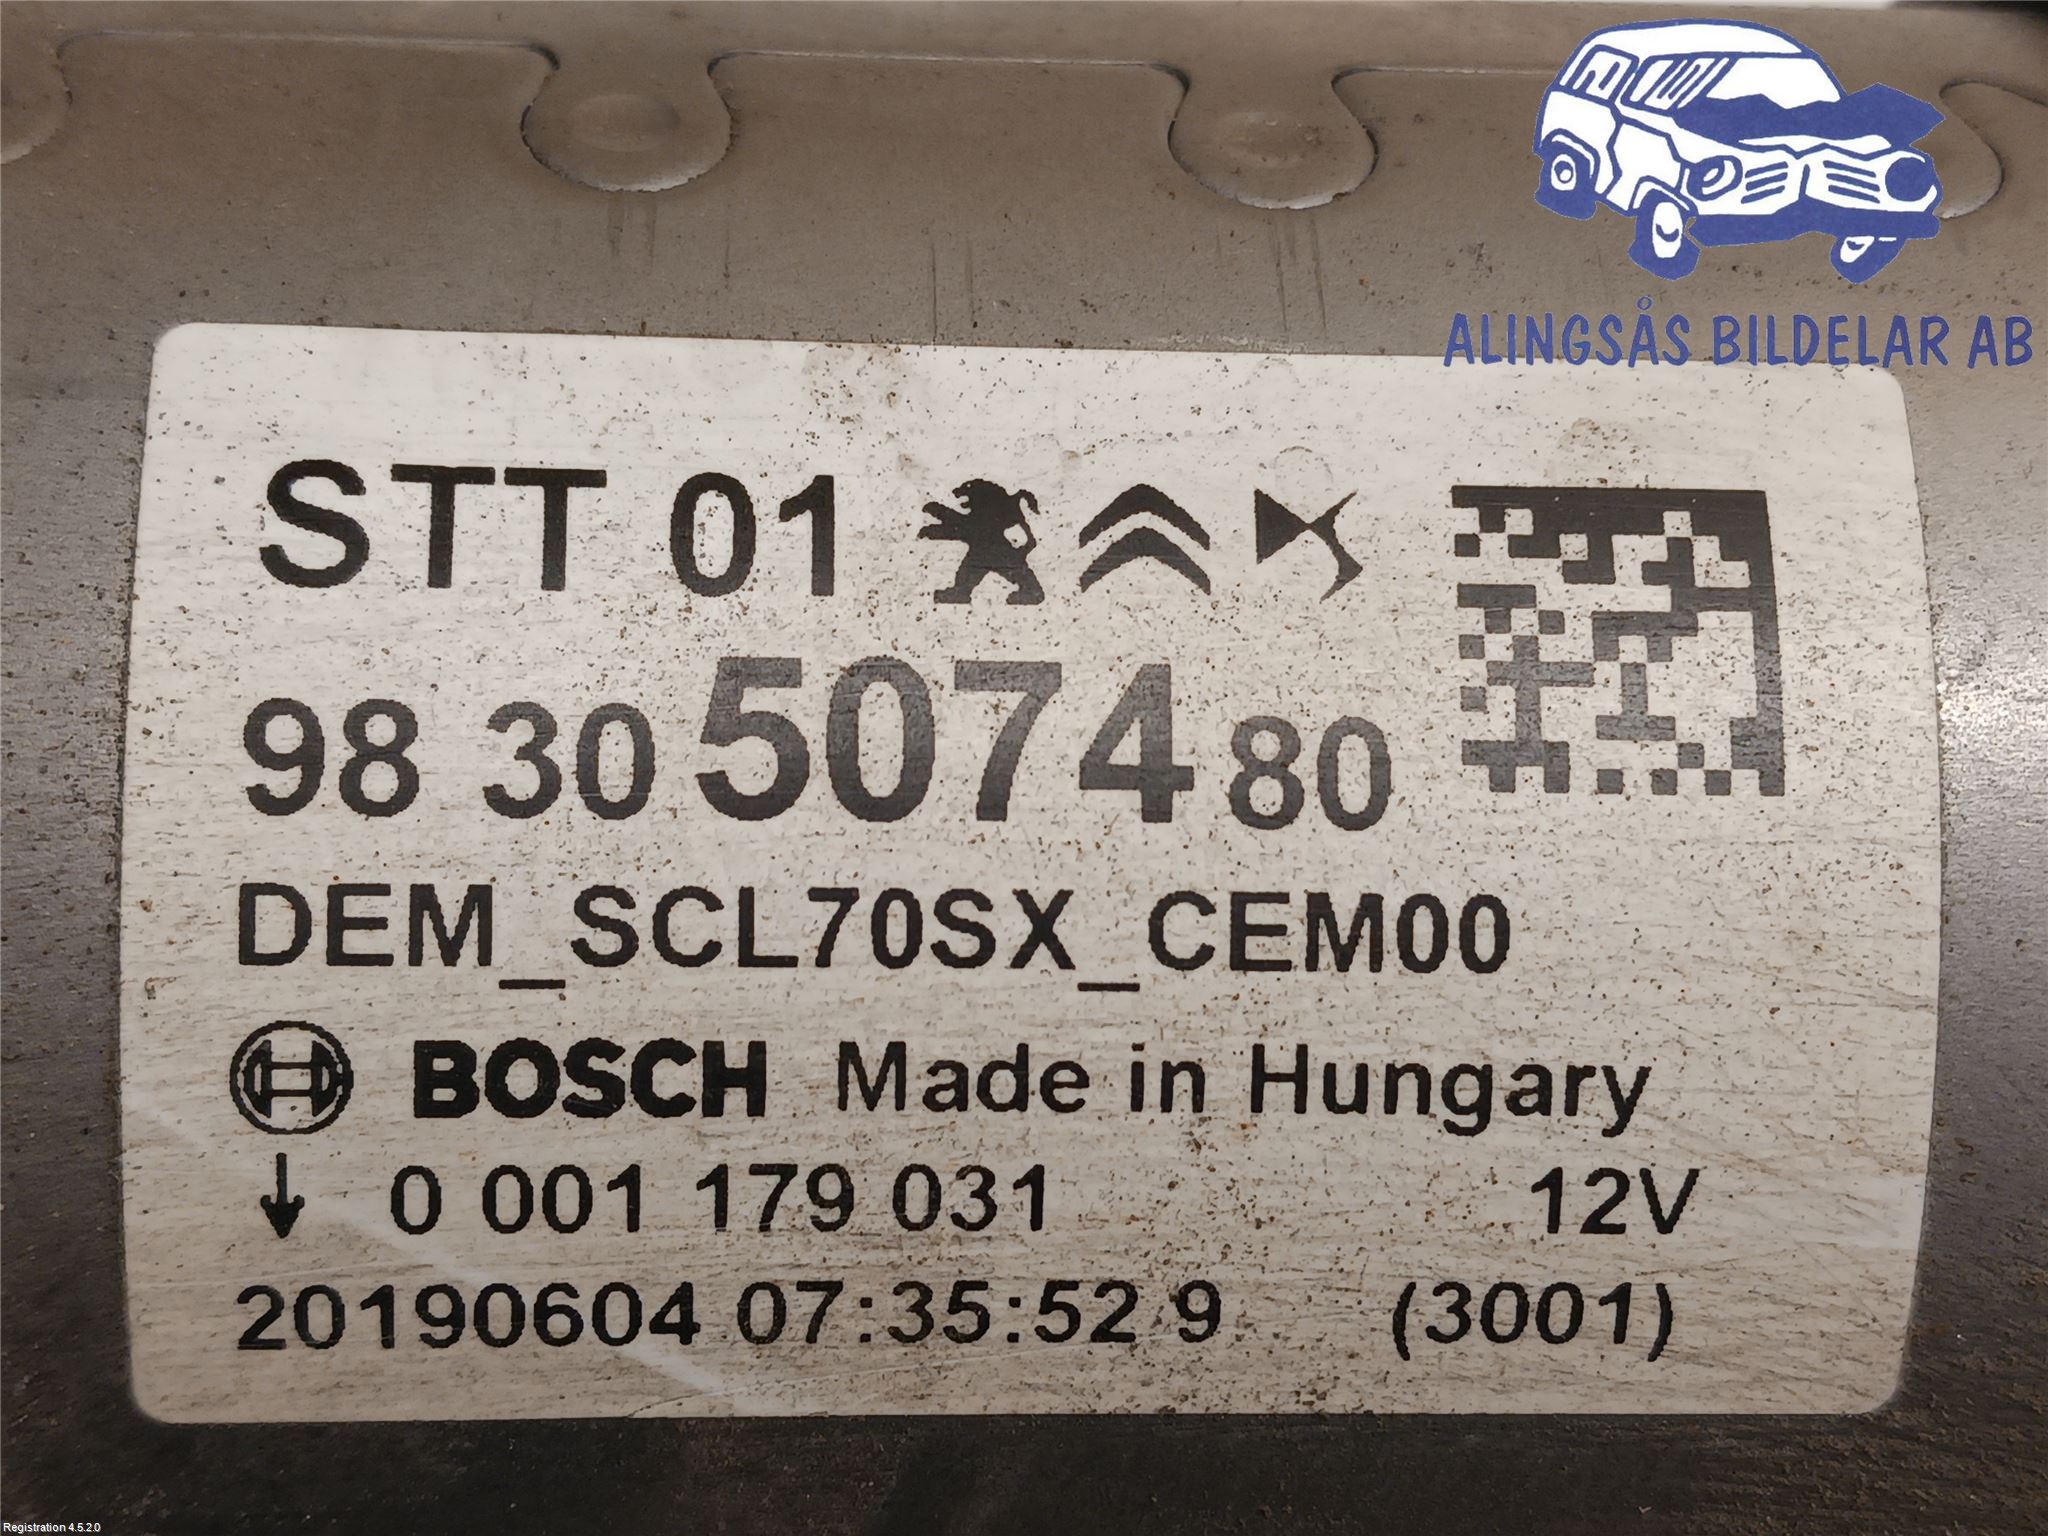 ALINGSÅS BILDELAR AB
STT 01
98 30 5074 80
DEM_SCL70SX_CEM00
BOSCH Made in Hungary
↓ 0 001 179 031 12V
20190604 07:35:52 9 (3001)
Registration 4.5.2.0